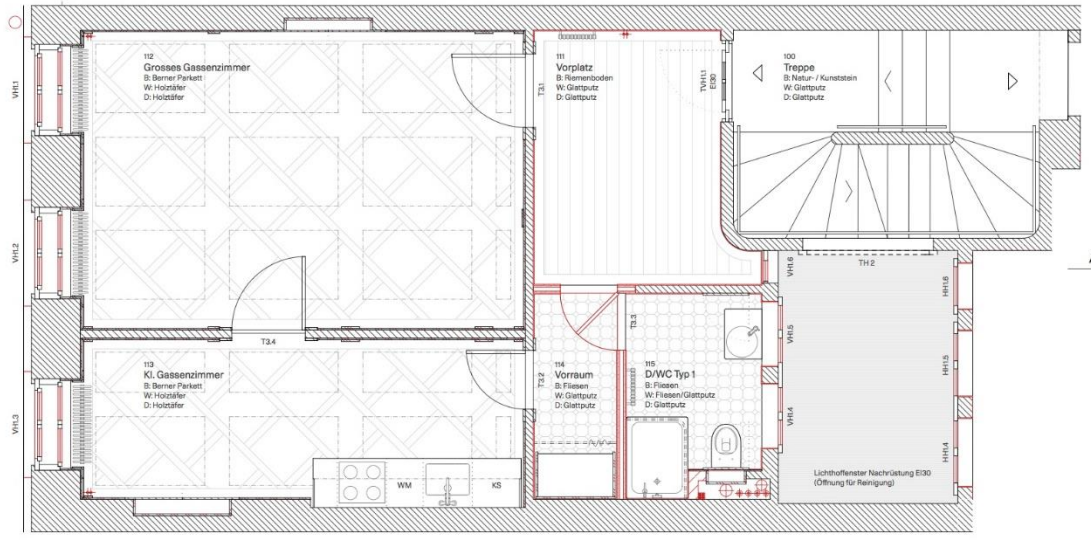 112
Grosses Gassenzimmer
B: Berner Parkett
W: Holztäfer
D: Holztäfer
111
Vorplatz
B: Riemenboden
W: Glattputz
D: Glattputz
100
Treppe
B: Natur- / Kunststein
W: Glattputz
D: Glattputz
113
Kl. Gassenzimmer
B: Berner Parkett
W: Holztäfer
D: Holztäfer
114
Vorraum
B: Fliesen
W: Glattputz
D: Glattputz
115
D/WC Typ 1
B: Fliesen
W: Fliesen/Glattputz
D: Glattputz
Lichthoffenster Nachrüstung EI30
(Öffnung für Reinigung)
WM
KS
VH1.1
VH1.2
VH1.3
T3.1
T3.2
T3.3
T3.4
TVH1.1
EI30
TH 2
VH1.6
VH1.5
VH1.4
HH1.6
HH1.5
HH1.4